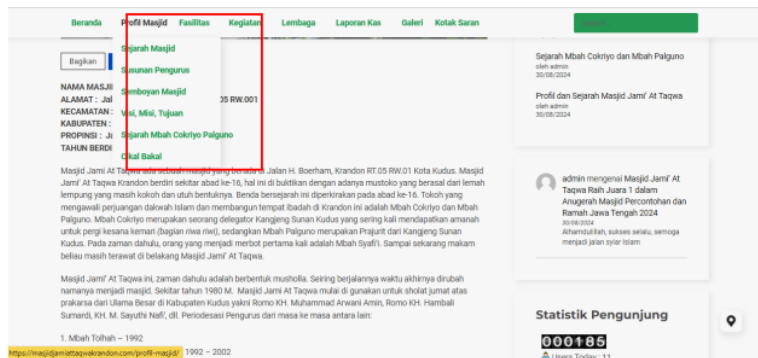 Beranda Profil Masjid Fasilitas Kegiatan Lembaga Laporan Kas Galeri Kotak Saran
Sejarah Masjid
Susunan Pengurus
Semboyan Masjid
Visi, Misi, Tujuan
Sejarah Mbah Cokriyo Palguno
Cikal Bakal
Bagikan
NAMA MASJI
ALAMAT : Jal 05 RW.001
KECAMATAN :
KABUPATEN :
PROPINSI : J
TAHUN BERDI
Masjid Jami At Taqwa ada sebuah masjid yang berada di Jalan H. Boerham, Krandon RT.05 RW.01 Kota Kudus. Masjid
Jami' At Taqwa Krandon berdiri sekitar abad ke-16, hal ini di buktikan dengan adanya mustoko yang berasal dari lemah
lempung yang masih kokoh dan utuh bentuknya. Benda bersejarah ini diperkirakan pada abad ke-16. Tokoh yang
mengawali perjuangan dakwah Islam dan membangun tempat ibadah di Krandon ini adalah Mbah Cokriyo dan Mbah
Palguno. Mbah Cokriyo merupakan seorang delegator Kangjeng Sunan Kudus yang sering kali mendapatkan amanah
untuk pergi kesana kemari (bagian riwa riwi), sedangkan Mbah Palguno merupakan Prajurit dari Kangjeng Sunan
Kudus. Pada zaman dahulu, orang yang menjadi merbot pertama kali adalah Mbah Syafi'i. Sampai sekarang makam
beliau masih terawat di belakang Masjid Jami' At Taqwa.
Masjid Jami' At Taqwa ini, zaman dahulu adalah berbentuk musholla. Seiring berjalannya waktu akhirnya dirubah
namanya menjadi masjid. Sekitar tahun 1980 M. Masjid Jami At Taqwa mulai di gunakan untuk sholat jumat atas
prakarsa dari Ulama Besar di Kabupaten Kudus yakni Romo KH. Muhammad Arwani Amin, Romo KH. Hambali
Sumardi, KH. M. Sayuthi Nafi', dll. Periodesasi Pengurus dari masa ke masa antara lain:
1. Mbah Tolhah – 1992
1992 – 2002
https://masjidjamiattaqwakrandon.com/profil-masjid/
Sejarah Mbah Cokriyo dan Mbah Palguno
oleh admin
30/08/2024
Profil dan Sejarah Masjid Jami' At Taqwa
oleh admin
30/08/2024
admin mengenai Masjid Jami' At
Taqwa Raih Juara 1 dalam
Anugerah Masjid Percontohan dan
Ramah Jawa Tengah 2024
30/08/2024
Alhamdulillah, sukses selalu, semoga
menjadi jalan syiar Islam
Statistik Pengunjung
000185
Users Today : 11